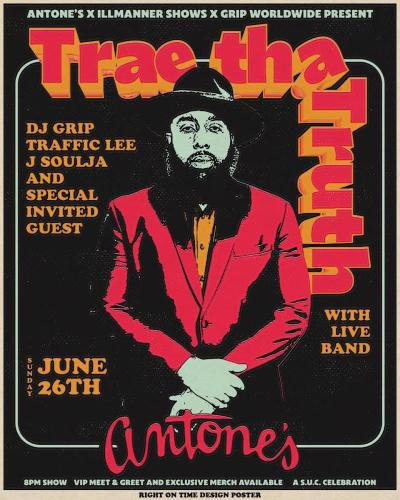 ANTONE'S X ILLMANNER SHOWS X GRIP WORLDWIDE PRESENT
Trae tha
Truth
DJ GRIP
TRAFFIC LEE
J SOULJA
AND
SPECIAL
INVITED
GUEST
WITH
LIVE
BAND
SUNDAY
JUNE
26TH
antone's
8PM SHOW VIP MEET & GREET AND EXCLUSIVE MERCH AVAILABLE A S.U.C. CELEBRATION
RIGHT ON TIME DESIGN POSTER